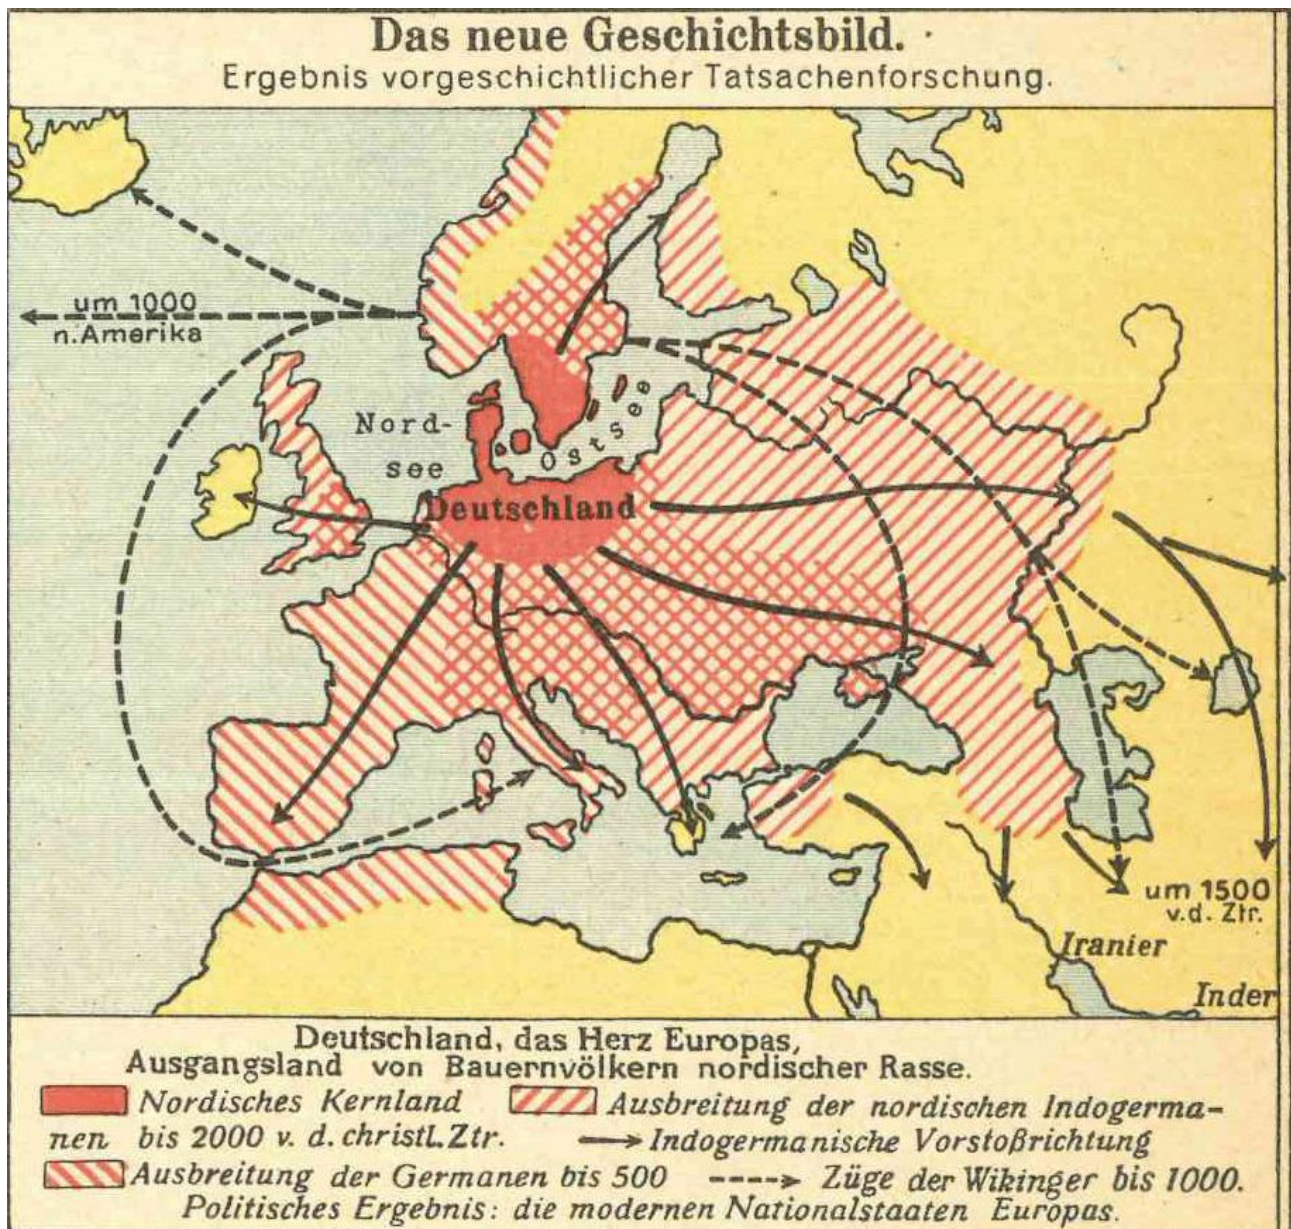 Das neue Geschichtsbild.
Ergebnis vorgeschichtlicher Tatsachenforschung.
um 1000
n. Amerika
Nord-
see
Ostsee
Deutschland
um 1500
v.d. Ztr.
Iranier
Inder
Deutschland, das Herz Europas,
Ausgangsland von Bauernvölkern nordischer Rasse.
Nordisches Kernland
Ausbreitung der nordischen Indogerma-
nen bis 2000 v. d. christl. Ztr.
Indogermanische Vorstoßrichtung
Ausbreitung der Germanen bis 500
Züge der Wikinger bis 1000.
Politisches Ergebnis: die modernen Nationalstaaten Europas.